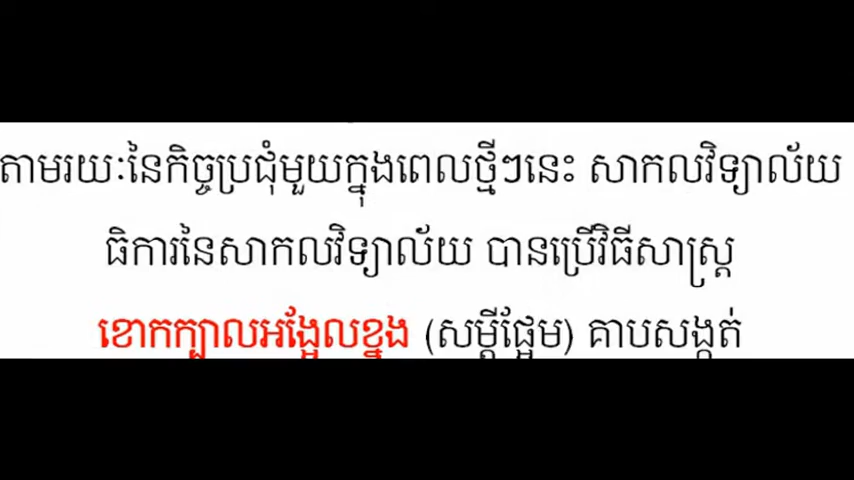 តាមរយៈនៃកិច្ចប្រជុំមួយក្នុងពេលថ្មីៗនេះ សាកលវិទ្យាល័យ
ធិការនៃសាកលវិទ្យាល័យ បានប្រើវិធីសាស្ត្រ
ខោកក្បាលអង្អែលខ្នង (សម្ដីផ្អែម) គាបសង្កត់